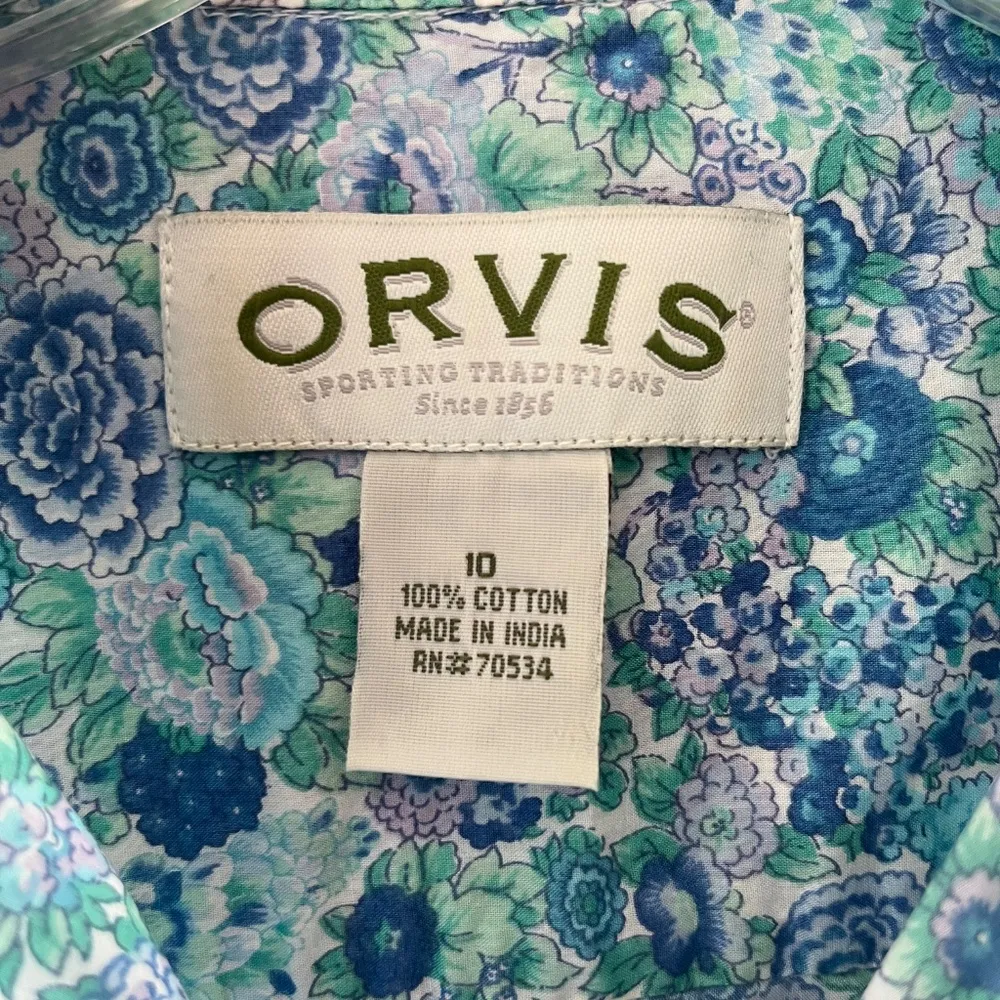 ORVIS®
SPORTING TRADITIONS
Since 1856
10
100% COTTON
MADE IN INDIA
RN#70534